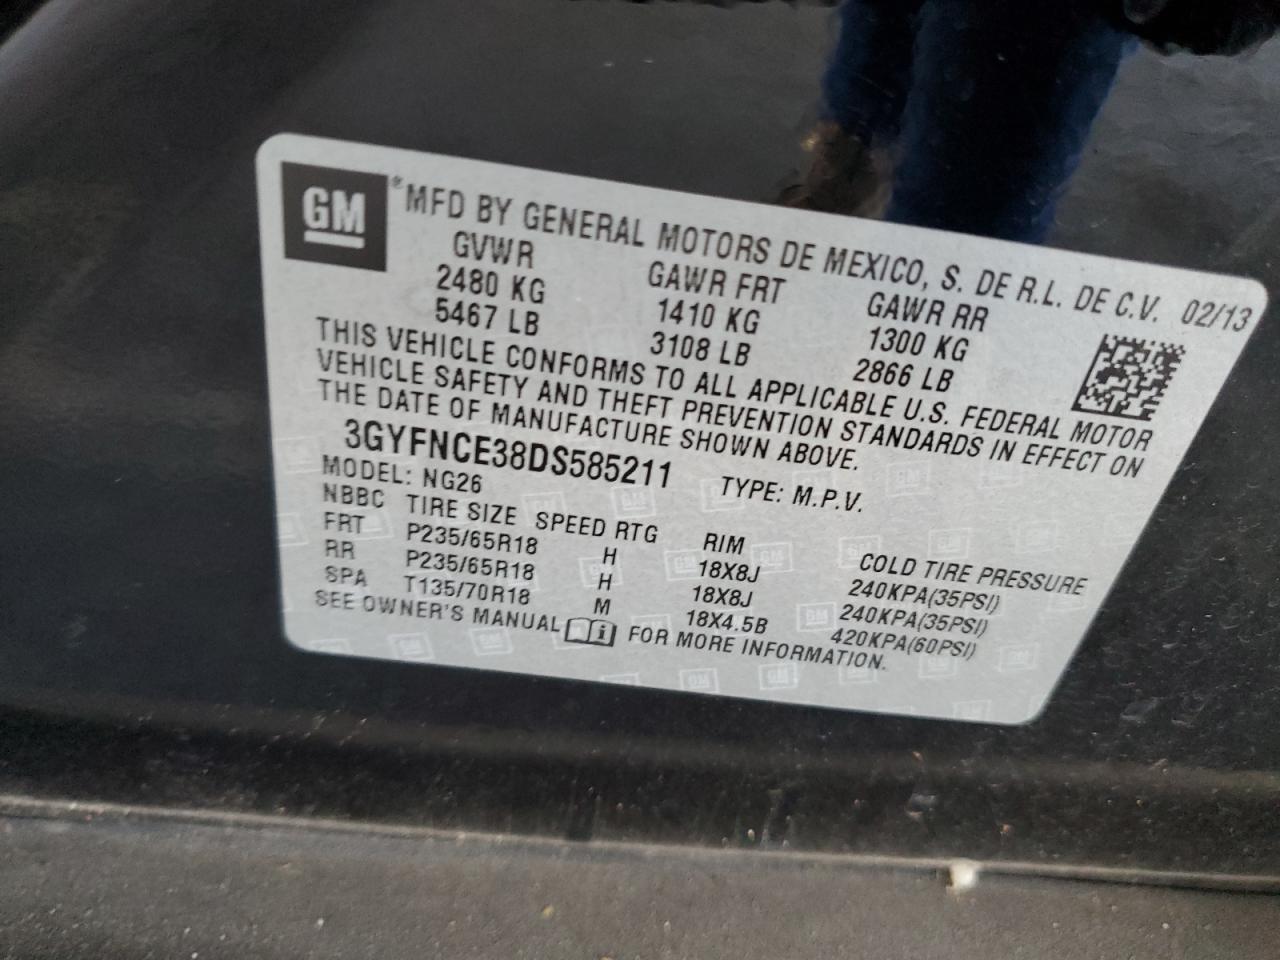 GM ® MFD BY GENERAL MOTORS DE MEXICO, S. DE R.L. DE C.V. 02/13
GVWR GAWR FRT GAWR RR
2480 KG 1410 KG 1300 KG
5467 LB 3108 LB 2866 LB
THIS VEHICLE CONFORMS TO ALL APPLICABLE U.S. FEDERAL MOTOR
VEHICLE SAFETY AND THEFT PREVENTION STANDARDS IN EFFECT ON
THE DATE OF MANUFACTURE SHOWN ABOVE.
3GYFNCE38DS585211 TYPE: M.P.V.
MODEL: NG26
NBBC TIRE SIZE SPEED RTG RIM COLD TIRE PRESSURE
FRT P235/65R18 H 18X8J 240KPA(35PSI)
RR P235/65R18 H 18X8J 240KPA(35PSI)
SPA T135/70R18 M 18X4.5B 420KPA(60PSI)
SEE OWNER'S MANUAL i FOR MORE INFORMATION.